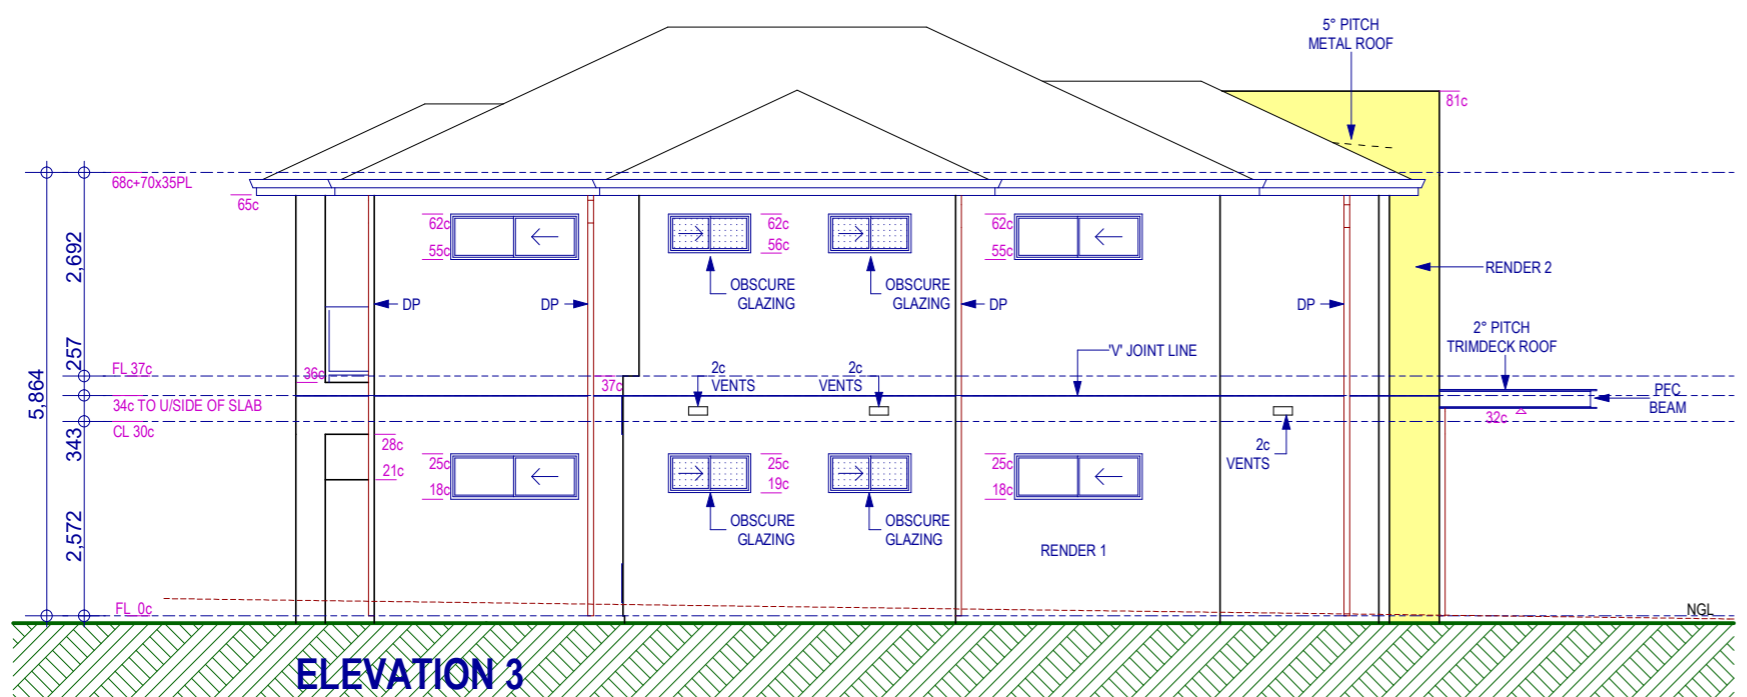 5° PITCH
METAL ROOF
81c
68c+70x35PL
65c
62c
55c
62c
56c
62c
55c
OBSCURE
GLAZING
OBSCURE
GLAZING
RENDER 2
2,692
DP
DP
DP
DP
2° PITCH
TRIMDECK ROOF
'V' JOINT LINE
257
FL 37c
36c
37c
2c
VENTS
2c
VENTS
5,864
34c TO U/SIDE OF SLAB
PFC
BEAM
32c
CL 30c
343
28c
21c
2c
VENTS
25c
18c
25c
19c
25c
18c
OBSCURE
GLAZING
OBSCURE
GLAZING
RENDER 1
2,572
FL 0c
NGL
ELEVATION 3